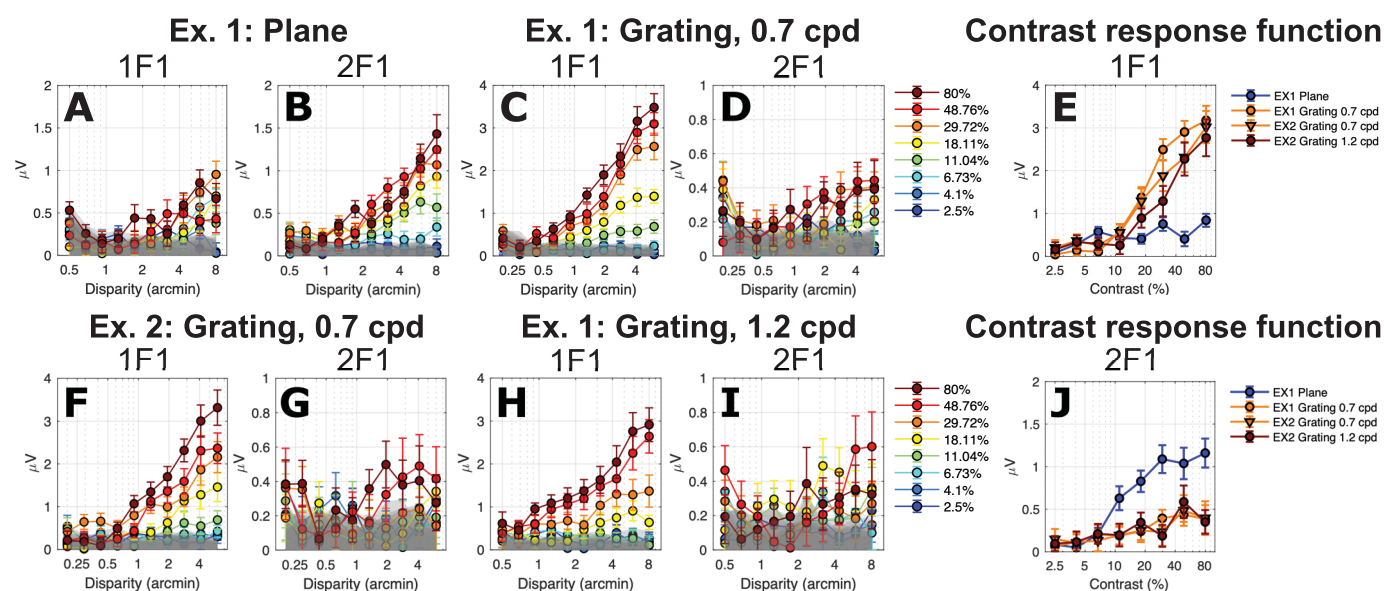 Ex. 1: Plane
Ex. 1: Grating, 0.7 cpd
Contrast response function
1F1
2F1
1F1
2F1
1F1
A
μV
2
1.5
1
0.5
0
0.5
1
2
4
8
Disparity (arcmin)
B
μV
2
1.5
1
0.5
0
0.5
1
2
4
8
Disparity (arcmin)
C
μV
4
3
2
1
0
0.25
0.5
1
2
4
Disparity (arcmin)
D
μV
1
0.8
0.6
0.4
0.2
0
0.25
0.5
1
2
4
Disparity (arcmin)
80%
48.76%
29.72%
18.11%
11.04%
6.73%
4.1%
2.5%
E
μV
4
3
2
1
0
2.5
5
10
20
40
80
Contrast (%)
EX1 Plane
EX1 Grating 0.7 cpd
EX2 Grating 0.7 cpd
EX2 Grating 1.2 cpd
Ex. 2: Grating, 0.7 cpd
Ex. 1: Grating, 1.2 cpd
Contrast response function
1F1
2F1
1F1
2F1
2F1
F
μV
4
3
2
1
0
0.25
0.5
1
2
4
Disparity (arcmin)
G
μV
1
0.8
0.6
0.4
0.2
0
0.25
0.5
1
2
4
Disparity (arcmin)
H
μV
4
3
2
1
0
0.5
1
2
4
8
Disparity (arcmin)
I
μV
1
0.8
0.6
0.4
0.2
0
0.5
1
2
4
8
Disparity (arcmin)
80%
48.76%
29.72%
18.11%
11.04%
6.73%
4.1%
2.5%
J
μV
2
1.5
1
0.5
0
2.5
5
10
20
40
80
Contrast (%)
EX1 Plane
EX1 Grating 0.7 cpd
EX2 Grating 0.7 cpd
EX2 Grating 1.2 cpd